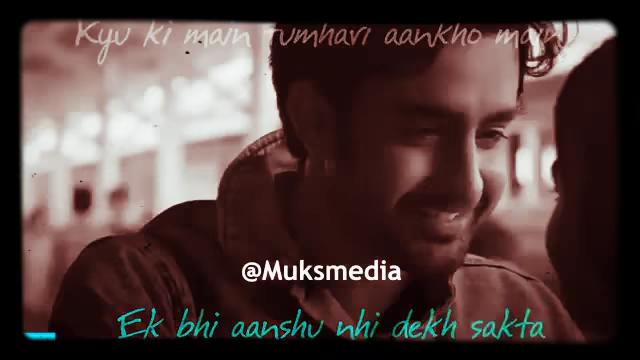 Kyu ki main tumhari aankho main
@Muksmedia
Ek bhi aanshu nhi dekh sakta